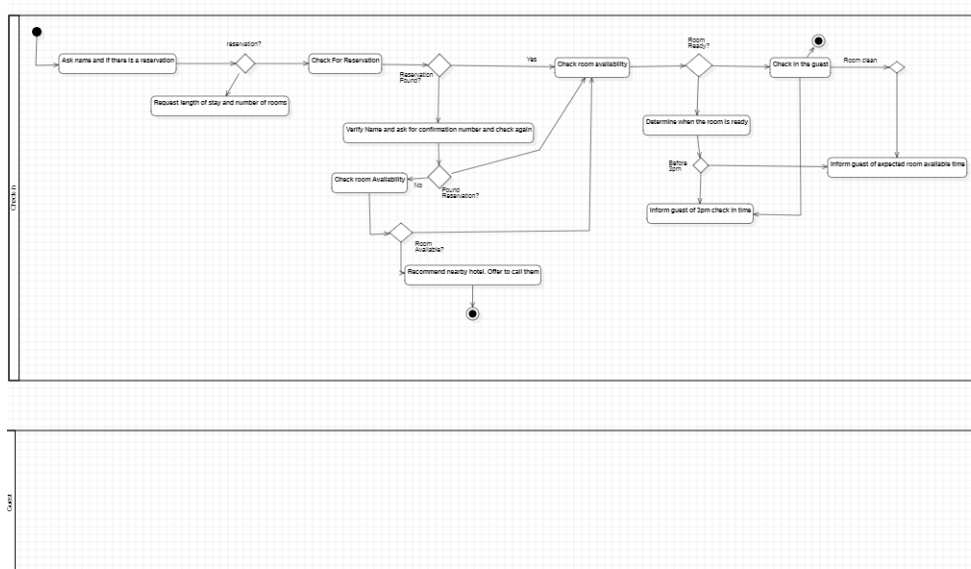 reservation?
Room
Ready?
Ask name and if there is a reservation
Check For Reservation
Yes
Check room availability
Check in the guest
Room clean
Reservation
Found?
Request length of stay and number of rooms
Determine when the room is ready
Verify Name and ask for confirmation number and check again
Before
3pm
Inform guest of expected room available time
Check room Availability
No
Found
Reservation?
Inform guest of 3pm check in time
Room
Available?
Recommend nearby hotel. Offer to call them
Check n
Guest